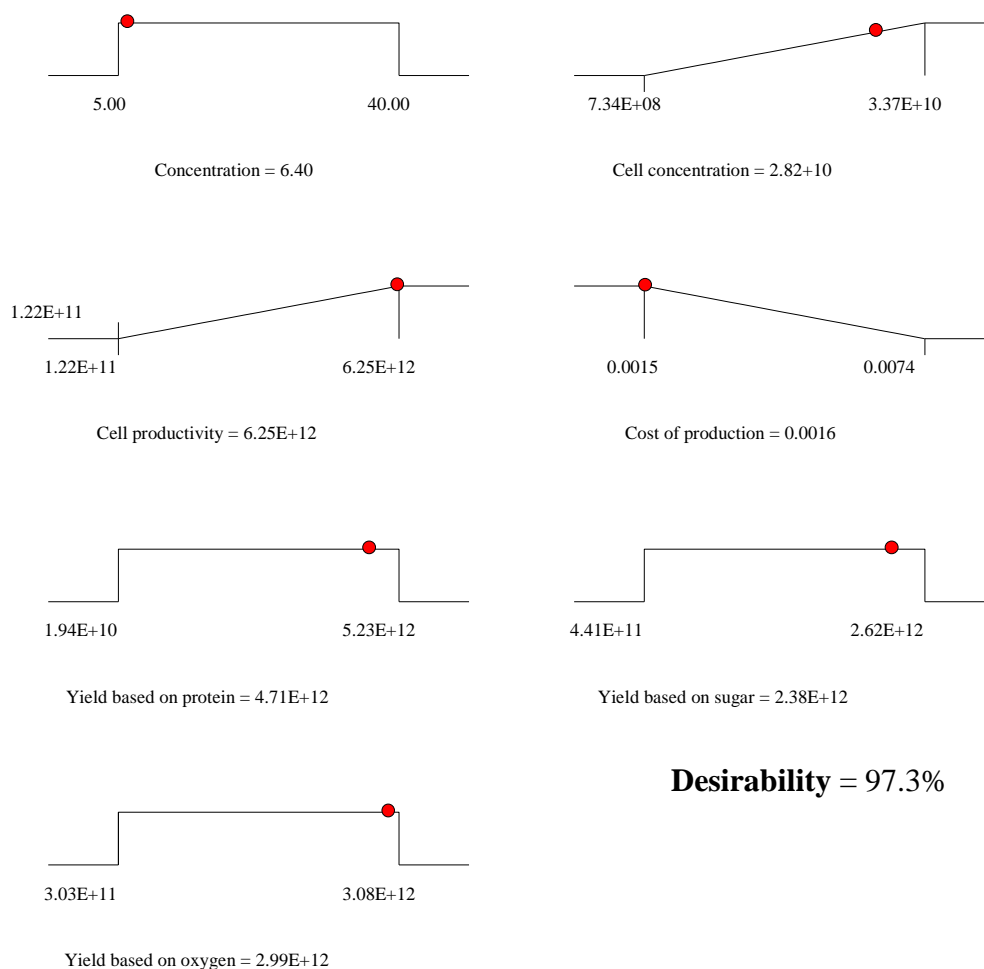 5.00 40.00
7.34E+08 3.37E+10
Concentration = 6.40
Cell concentration = 2.82+10
1.22E+11
1.22E+11 6.25E+12
0.0015 0.0074
Cell productivity = 6.25E+12
Cost of production = 0.0016
1.94E+10 5.23E+12
4.41E+11 2.62E+12
Yield based on protein = 4.71E+12
Yield based on sugar = 2.38E+12
Desirability = 97.3%
3.03E+11 3.08E+12
Yield based on oxygen = 2.99E+12